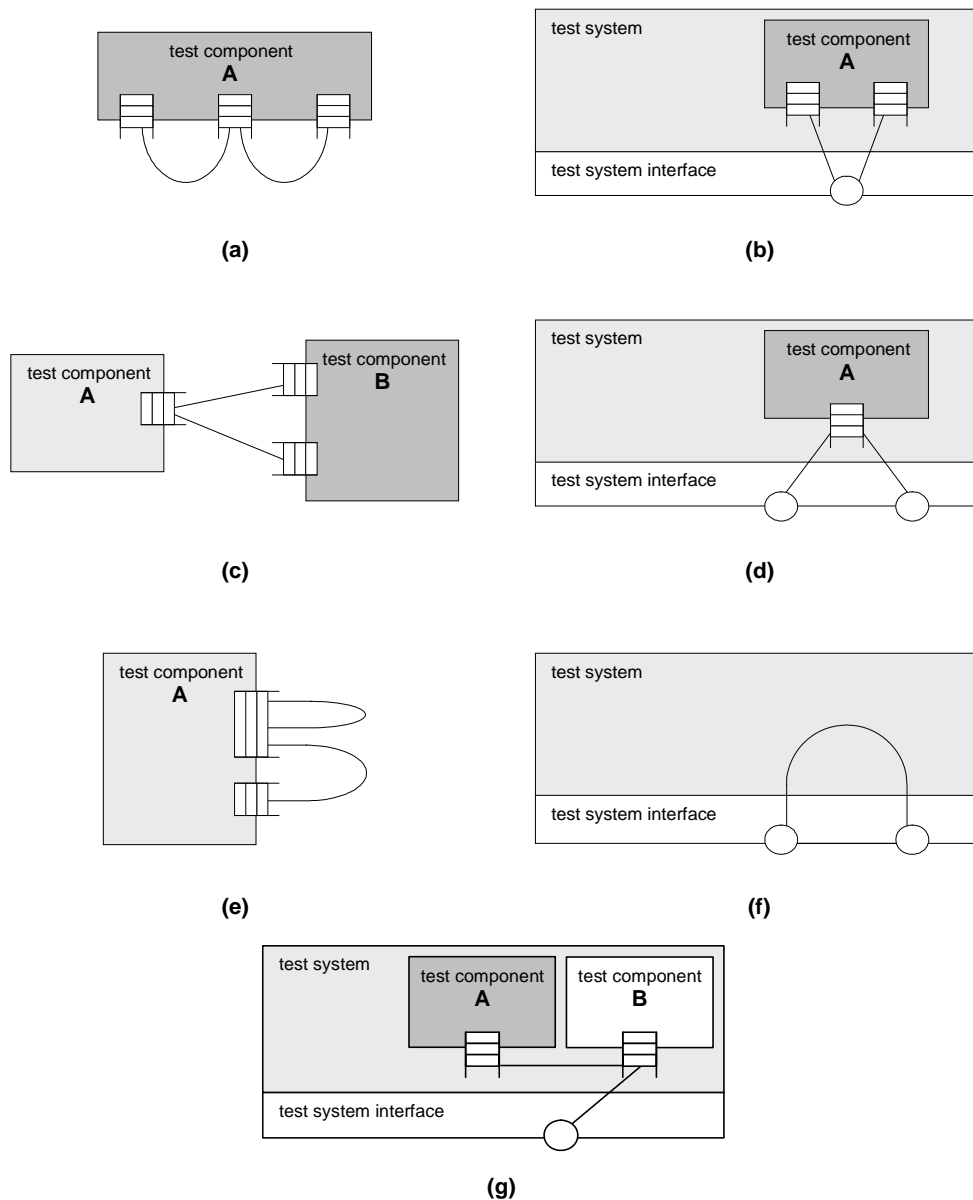 test component
A
(a)
test system
test component
A
test system interface
(b)
test component
A
test component
B
(c)
test system
test component
A
test system interface
(d)
test component
A
(e)
test system
test system interface
(f)
test system
test component
A
test component
B
test system interface
(g)